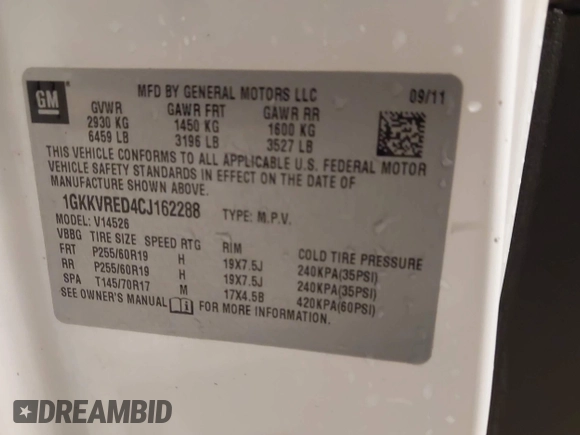 GM
MFD BY GENERAL MOTORS LLC 09/11
GVWR GAWR FRT GAWR RR
2930 KG 1450 KG 1600 KG
6459 LB 3196 LB 3527 LB
THIS VEHICLE CONFORMS TO ALL APPLICABLE U.S. FEDERAL MOTOR
VEHICLE SAFETY STANDARDS IN EFFECT ON THE DATE OF
MANUFACTURE SHOWN ABOVE.
1GKKVRED4CJ162288 TYPE: M.P.V.
MODEL: V14526
VBBG TIRE SIZE SPEED RTG RIM COLD TIRE PRESSURE
FRT P255/60R19 H 19X7.5J 240KPA(35PSI)
RR P255/60R19 H 19X7.5J 240KPA(35PSI)
SPA T145/70R17 M 17X4.5B 420KPA(60PSI)
SEE OWNER'S MANUAL FOR MORE INFORMATION.
DREAMBID